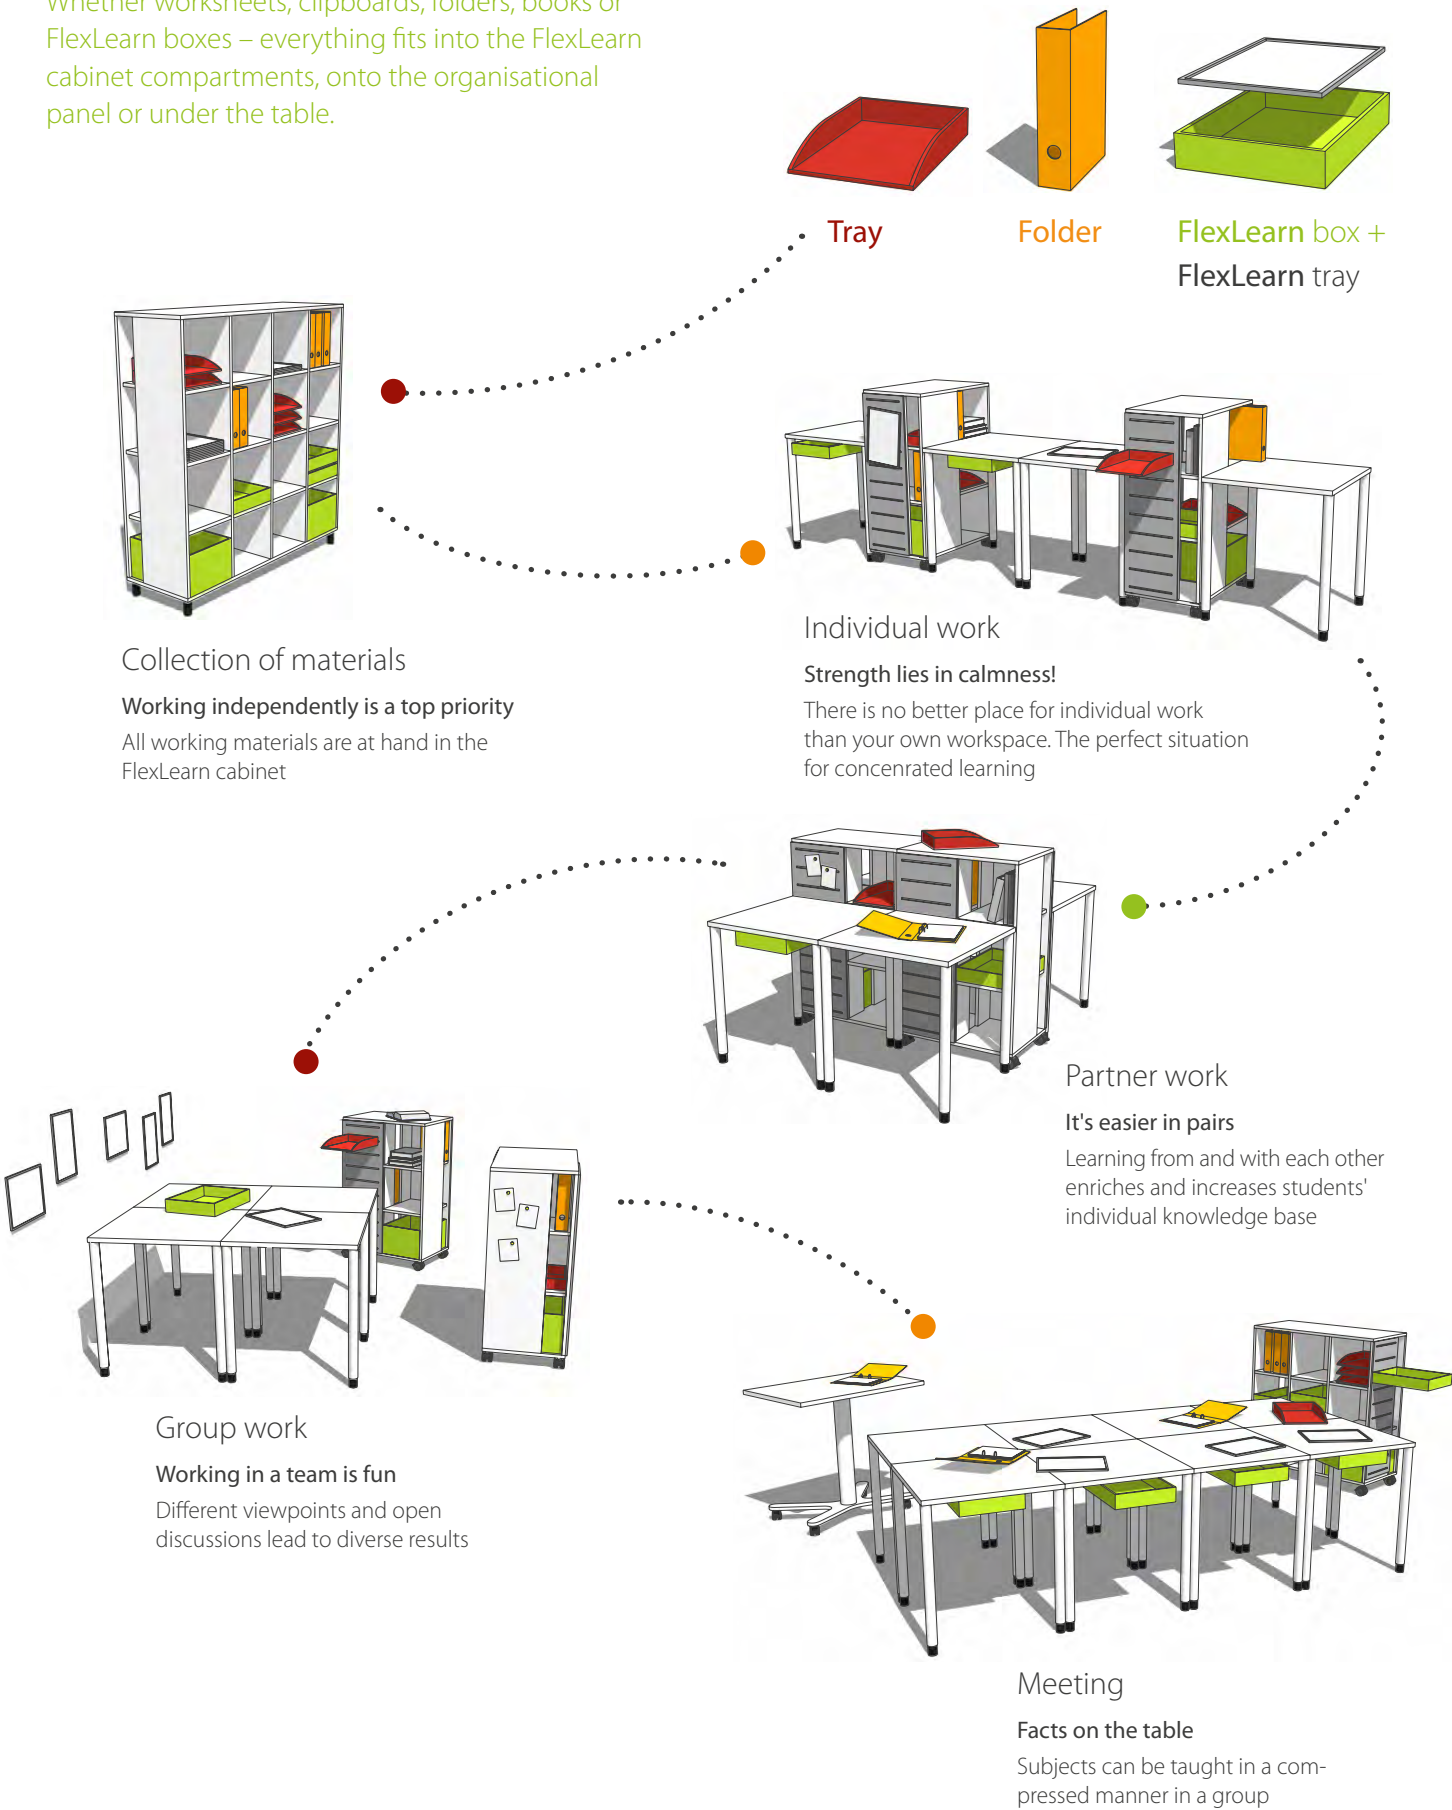 Whether worksheets, clipboards, folders, books or
FlexLearn boxes – everything fits into the FlexLearn
cabinet compartments, onto the organisational
panel or under the table.
Tray
Folder
FlexLearn box +
FlexLearn tray
Collection of materials
Working independently is a top priority
All working materials are at hand in the
FlexLearn cabinet
Individual work
Strength lies in calmness!
There is no better place for individual work
than your own workspace. The perfect situation
for concenrated learning
Partner work
It's easier in pairs
Learning from and with each other
enriches and increases students'
individual knowledge base
Group work
Working in a team is fun
Different viewpoints and open
discussions lead to diverse results
Meeting
Facts on the table
Subjects can be taught in a com-
pressed manner in a group